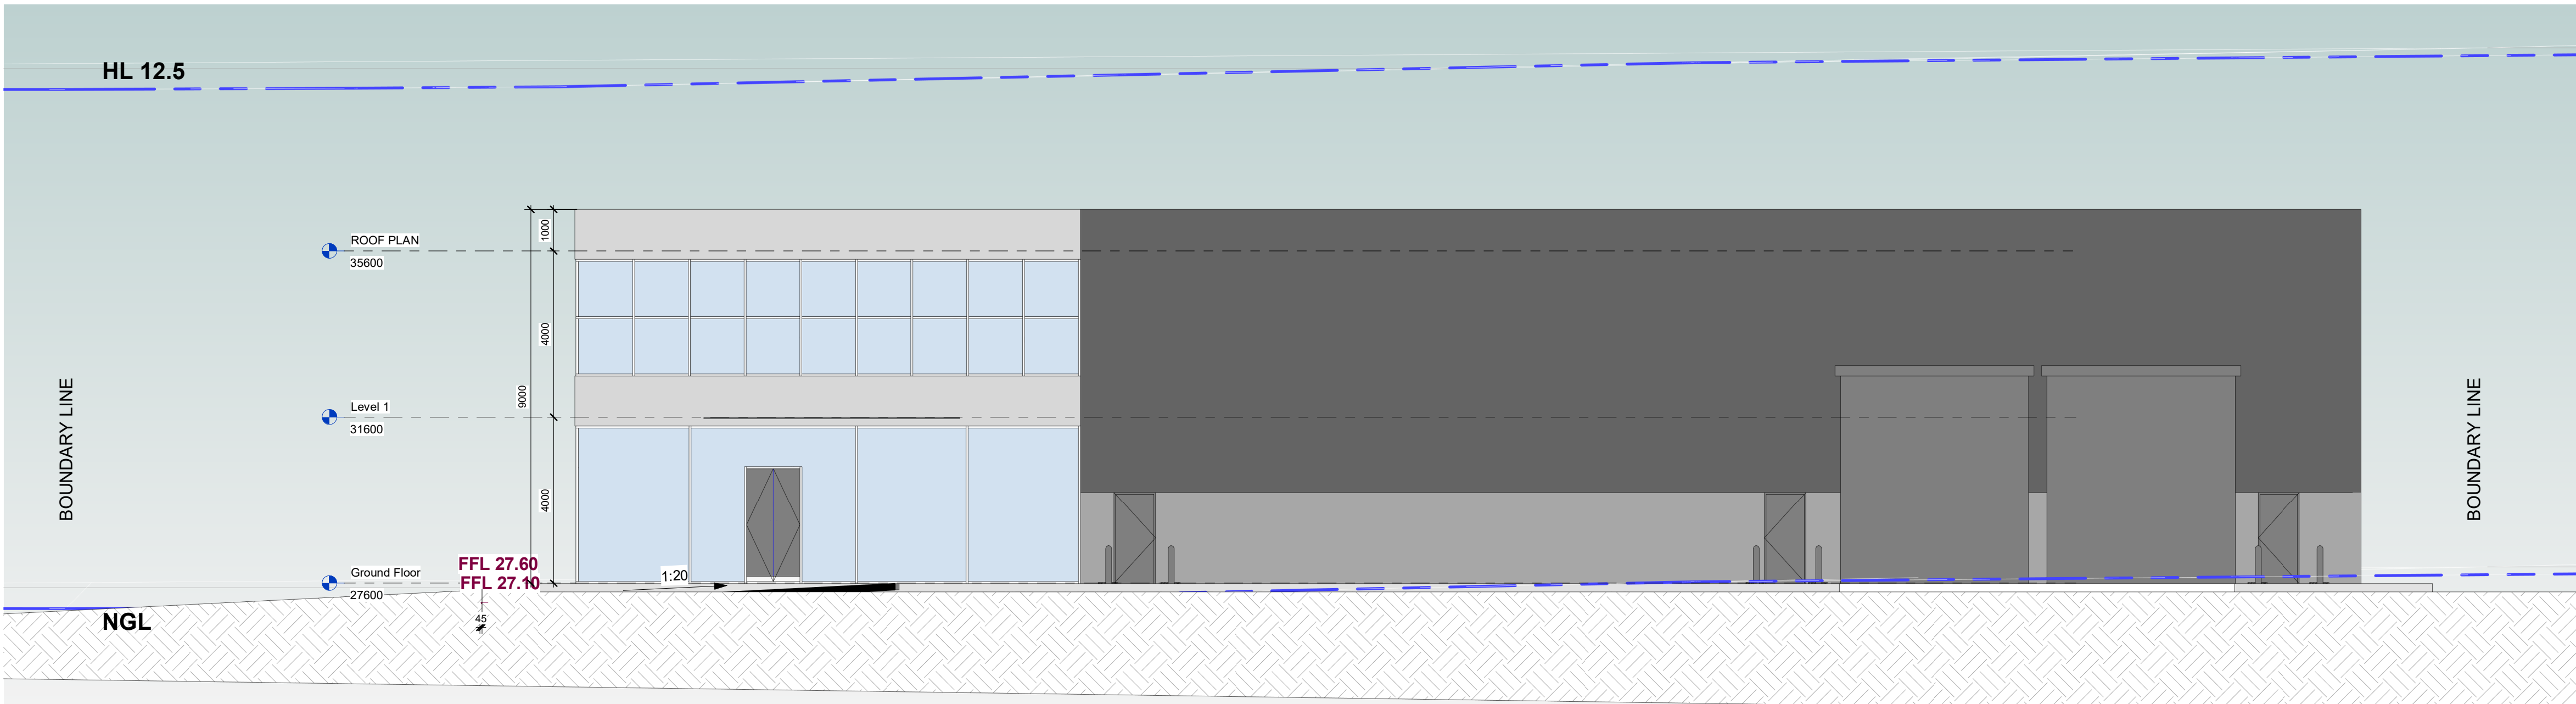 HL 12.5
ROOF PLAN
35600
1000
4000
9000
Level 1
31600
4000
BOUNDARY LINE
BOUNDARY LINE
FFL 27.60
FFL 27.10
Ground Floor
27600
1:20
45
NGL